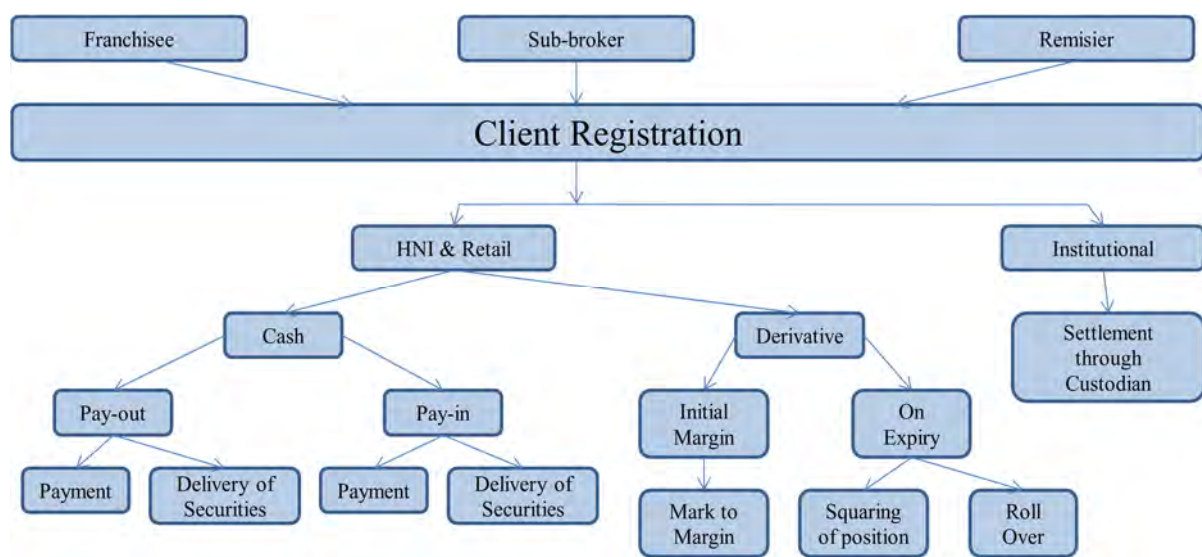 Franchisee
Sub-broker
Remisier
Client Registration
HNI & Retail
Institutional
Cash
Derivative
Settlement
through
Custodian
Pay-out
Pay-in
Initial
Margin
On
Expiry
Payment
Delivery of
Securities
Payment
Delivery of
Securities
Mark to
Margin
Squaring
of position
Roll
Over